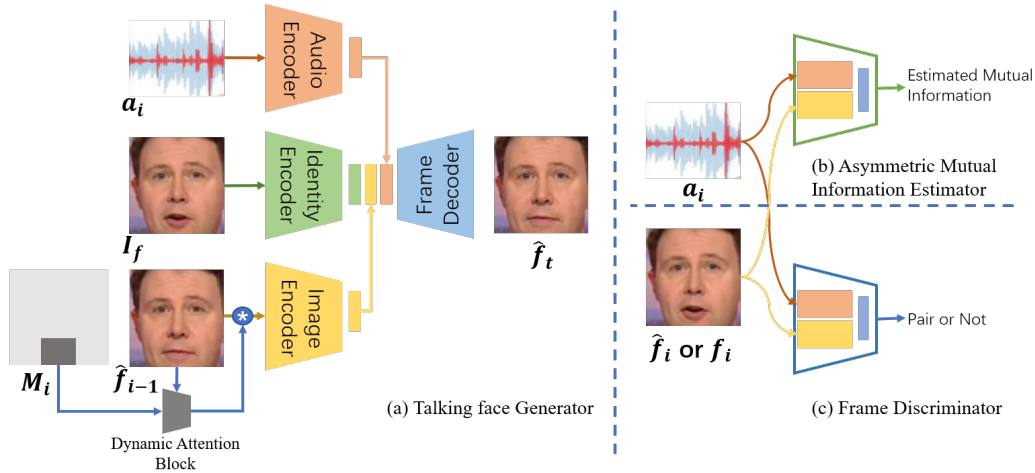 Audio
Encoder
a_i
Identity
Encoder
Frame
Decoder
I_f
f̂_t
Image
Encoder
*
M_i
f̂_{i-1}
Dynamic Attention
Block
(a) Talking face Generator
Estimated Mutual
Information
a_i
(b) Asymmetric Mutual
Information Estimator
f̂_i or f_i
Pair or Not
(c) Frame Discriminator